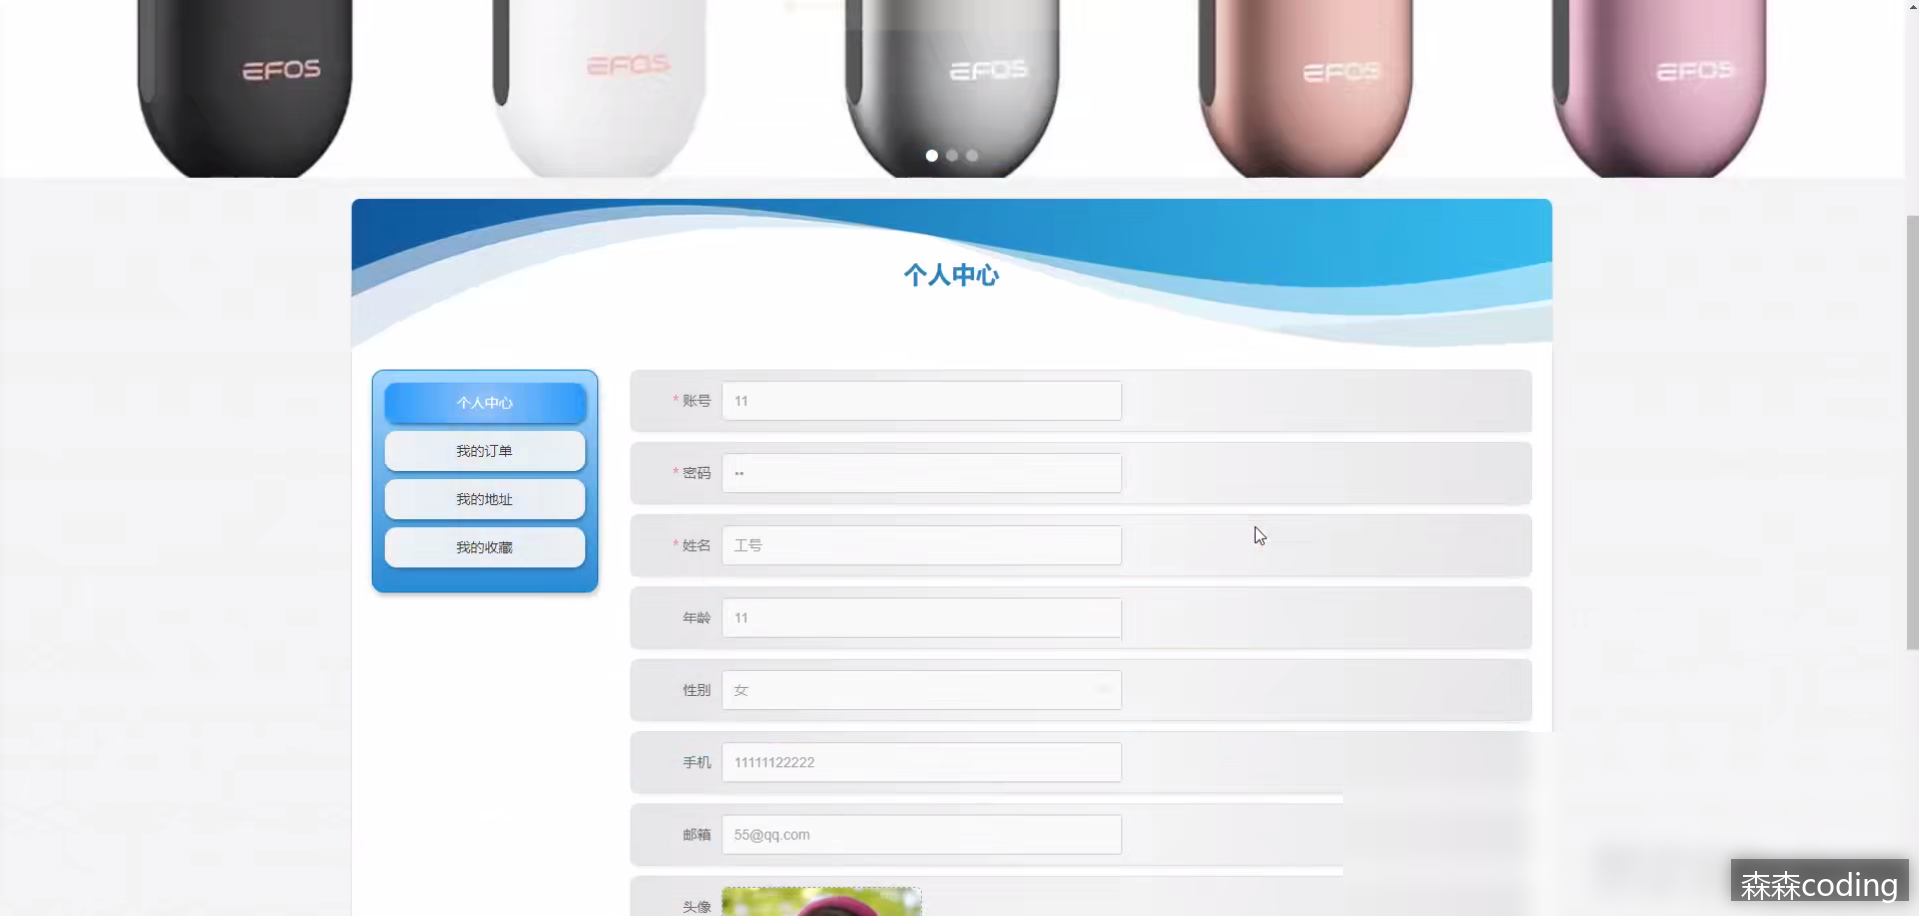 EFOS EFOS EFOS EFOS EFOS
个人中心
个人中心
我的订单
我的地址
我的收藏
* 账号 11
* 密码 ••
* 姓名 工号
年龄 11
性别 女
手机 11111122222
邮箱 55@qq.com
头像
森森coding